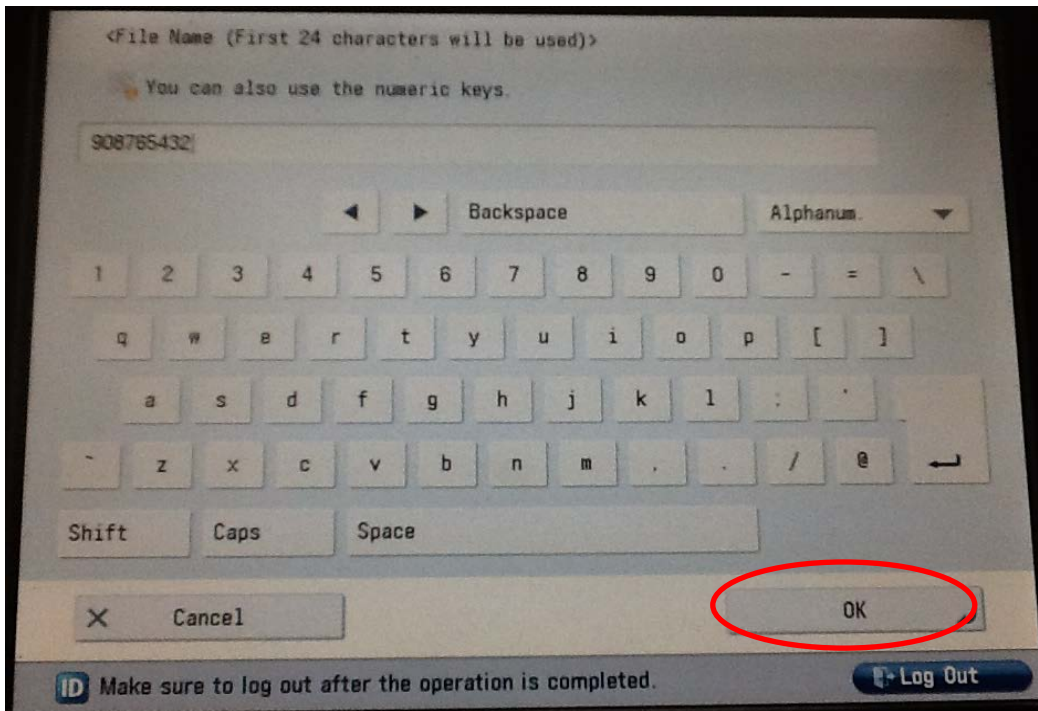 <File Name (First 24 characters will be used)>
You can also use the numeric keys.
908765432
◀ ▶ Backspace Alphanum. ▼
1 2 3 4 5 6 7 8 9 0 - = \
q w e r t y u i o p [ ]
a s d f g h j k l ; '
` z x c v b n m , . / @
Shift Caps Space
× Cancel OK
ID Make sure to log out after the operation is completed. Log Out